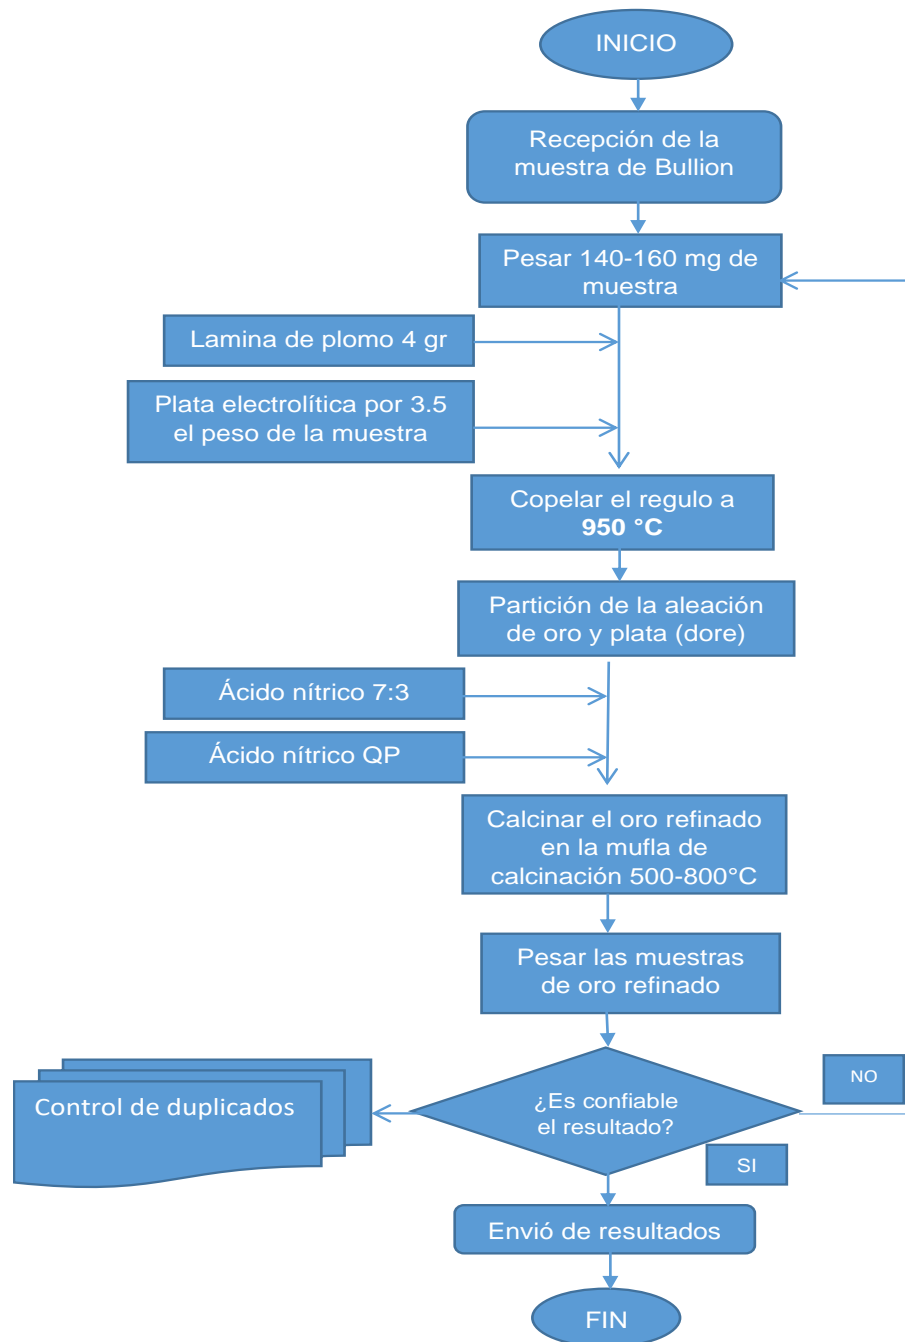 INICIO
Recepción de la
muestra de Bullion
Pesar 140-160 mg de
muestra
Lamina de plomo 4 gr
Plata electrolítica por 3.5
el peso de la muestra
Copelar el regulo a
950 °C
Partición de la aleación
de oro y plata (dore)
Ácido nítrico 7:3
Ácido nítrico QP
Calcinar el oro refinado
en la mufla de
calcinación 500-800°C
Pesar las muestras
de oro refinado
¿Es confiable
el resultado?
NO
Control de duplicados
SI
Envió de resultados
FIN